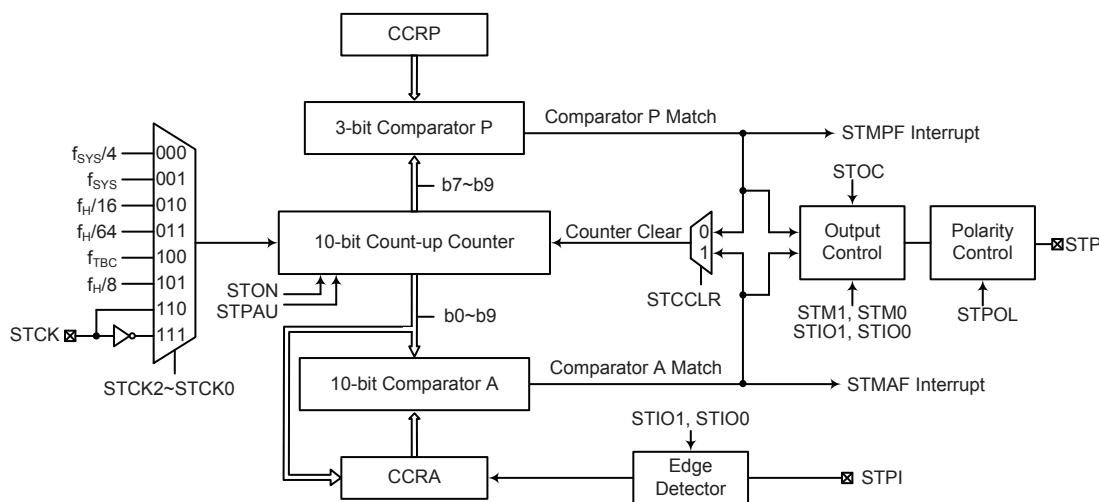 CCRP
3-bit Comparator P
Comparator P Match
STMPF Interrupt
b7~b9
fSYS/4
000
fSYS
001
fH/16
010
fH/64
011
fTBC
100
fH/8
101
110
111
STCK
STCK2~STCK0
10-bit Count-up Counter
Counter Clear
0
1
STCCLR
STOC
Output
Control
Polarity
Control
STP
STM1, STM0
STIO1, STIO0
STPOL
STON
STPAU
b0~b9
10-bit Comparator A
Comparator A Match
STMAF Interrupt
STIO1, STIO0
CCRA
Edge
Detector
STPI